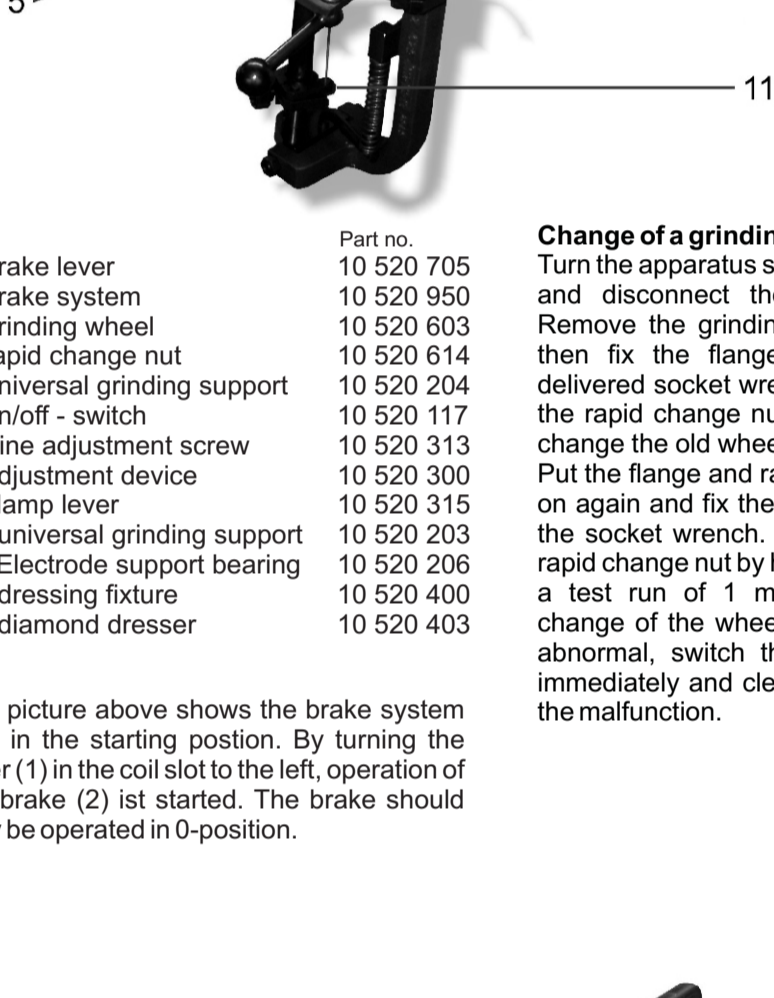 5
11
Part no.
rake lever 10 520 705
rake system 10 520 950
rinding wheel 10 520 603
apid change nut 10 520 614
niversal grinding support 10 520 204
n/off - switch 10 520 117
ine adjustment screw 10 520 313
djustment device 10 520 300
lamp lever 10 520 315
universal grinding support 10 520 203
Electrode support bearing 10 520 206
dressing fixture 10 520 400
diamond dresser 10 520 403
picture above shows the brake system
in the starting postion. By turning the
r (1) in the coil slot to the left, operation of
brake (2) ist started. The brake should
be operated in 0-position.
Change of a grindin
Turn the apparatus s
and disconnect the
Remove the grindin
then fix the flange
delivered socket wre
the rapid change nu
change the old whee
Put the flange and ra
on again and fix the
the socket wrench.
rapid change nut by h
a test run of 1 m
change of the whee
abnormal, switch th
immediately and cle
the malfunction.